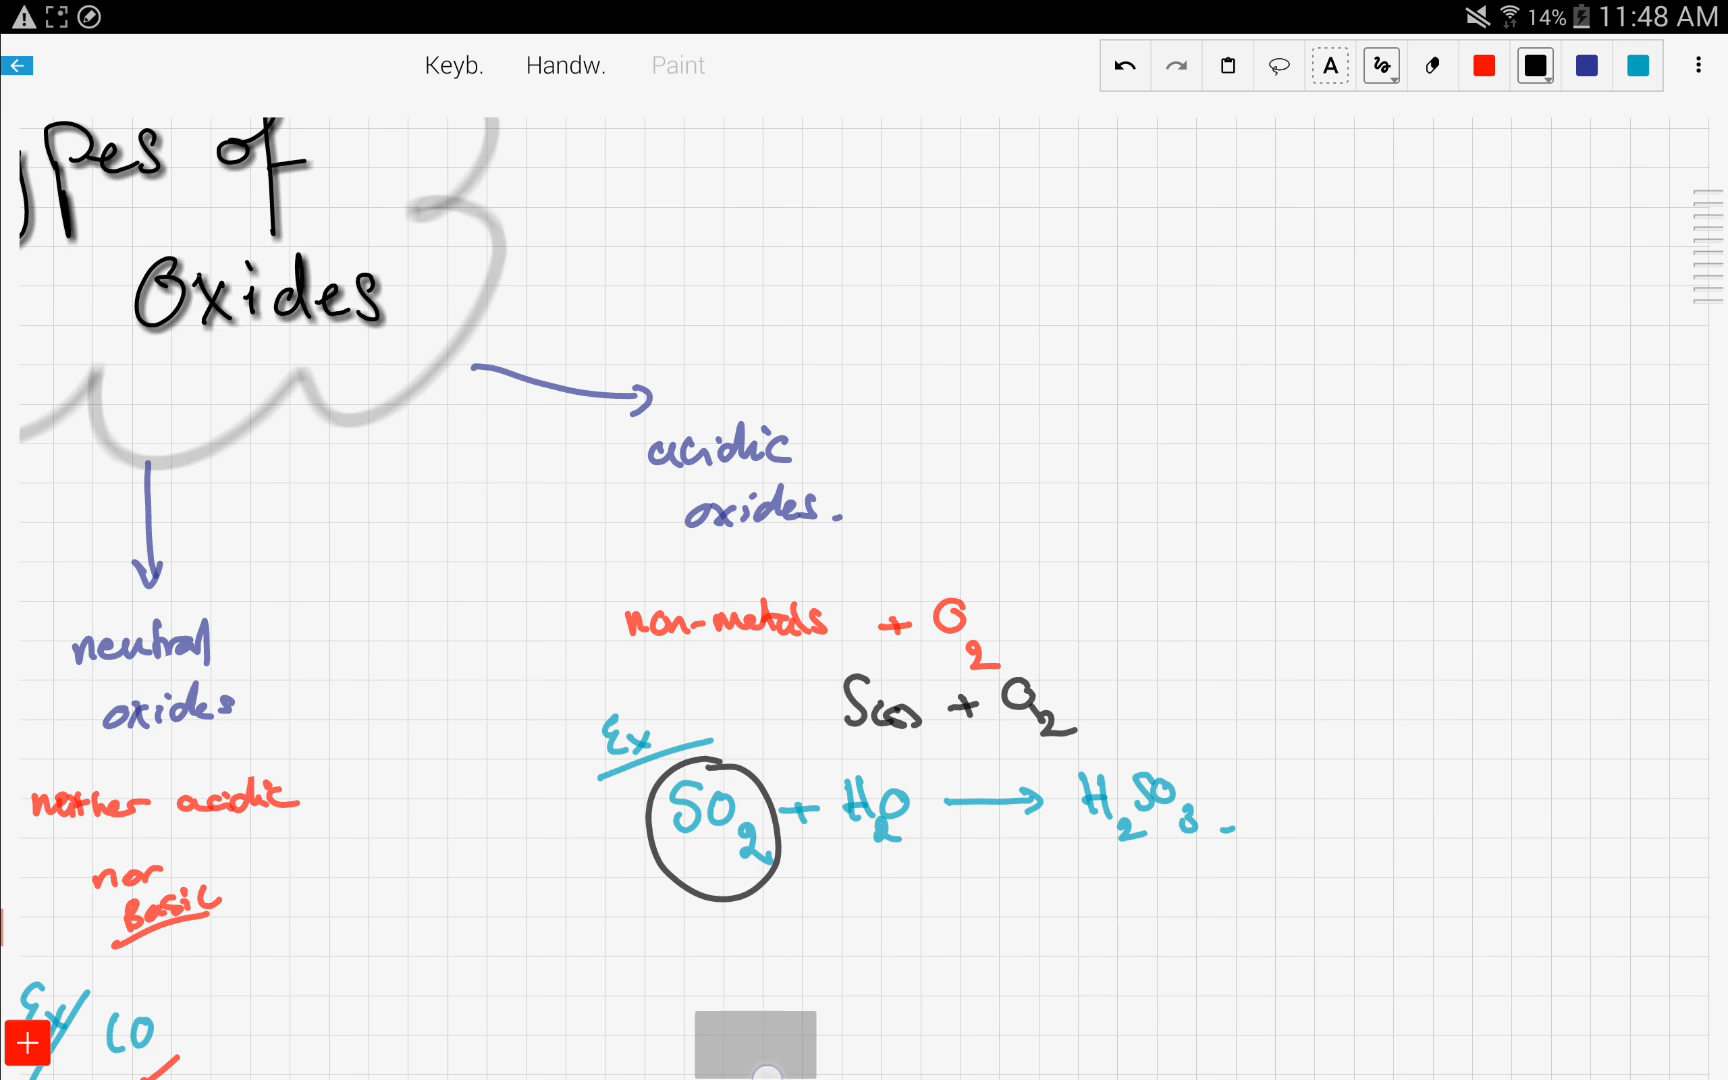 14% 11:48 AM
Keyb. Handw. Paint
A
ypes of
Oxides
acidic
oxides.
neutral
oxides
non-metals + O2
S(s) + O2
Ex
SO2 + H2O → H2SO3.
neither acidic
nor
Basic
Ex CO